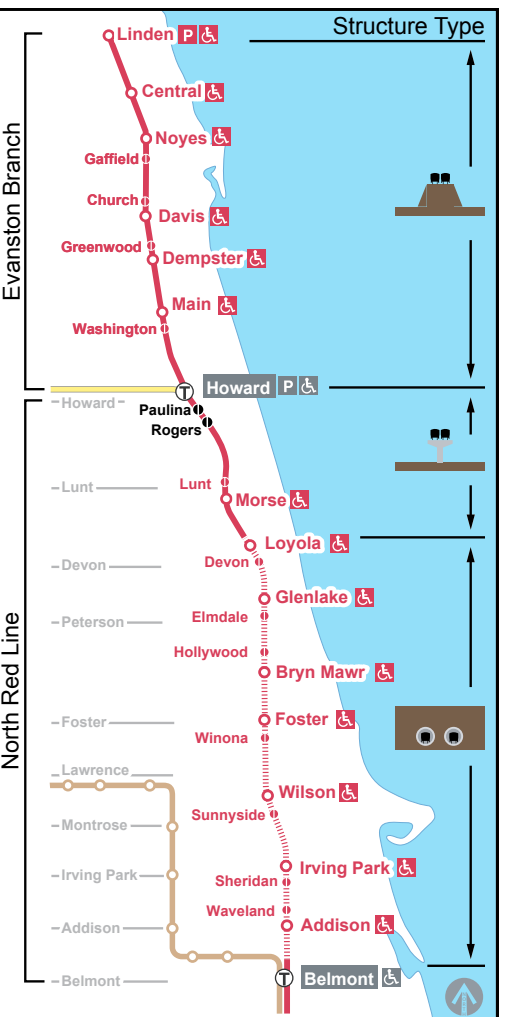 Structure Type
Evanston Branch
Linden P
Central
Noyes
Gaffield
Church
Davis
Greenwood
Dempster
Main
Washington
T Howard P
Howard
Paulina
Rogers
North Red Line
Lunt
Lunt
Morse
Loyola
Devon
Devon
Glenlake
Elmdale
Peterson
Hollywood
Bryn Mawr
Foster
Foster
Winona
Lawrence
Wilson
Sunnyside
Montrose
Irving Park
Irving Park
Sheridan
Waveland
Addison
Addison
T Belmont
Belmont